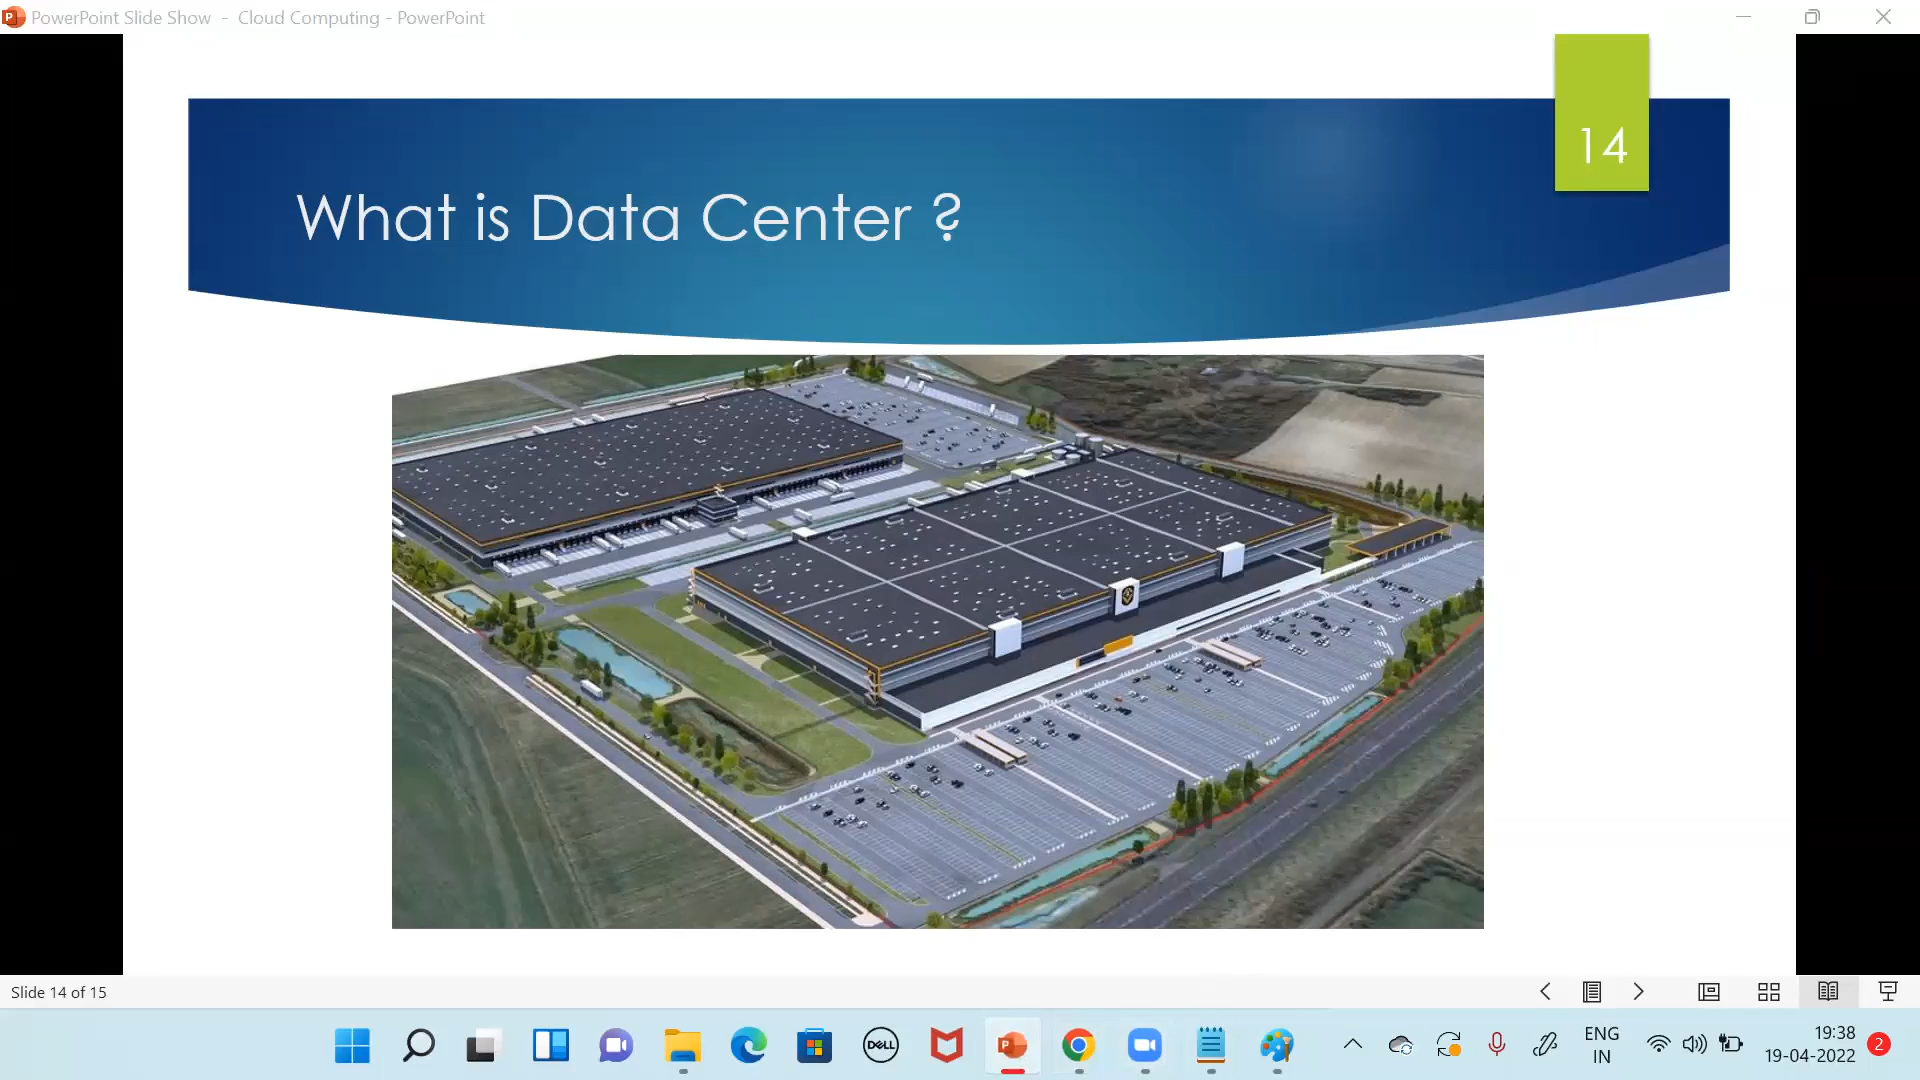 PowerPoint Slide Show - Cloud Computing - PowerPoint
14
What is Data Center ?
Slide 14 of 15
DELL
P
ENG
IN
19:38
19-04-2022
2